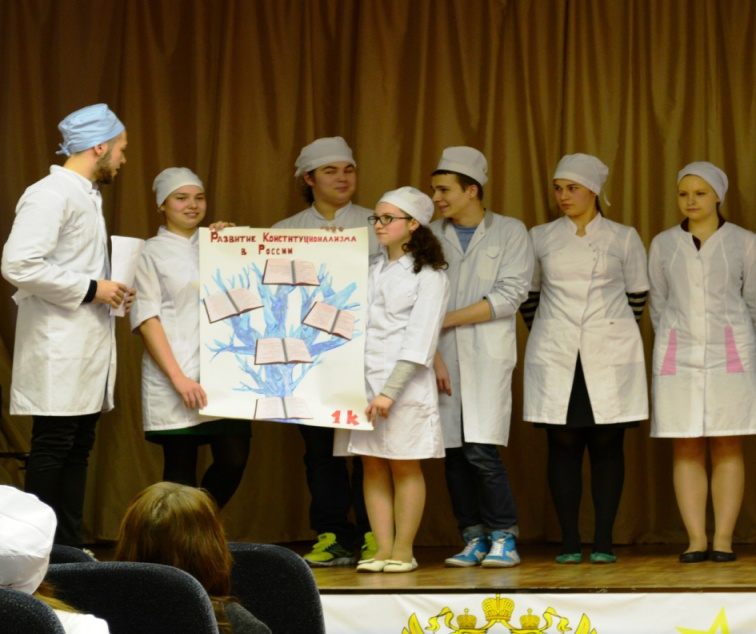 Развитие Конституционализма
в России
1к